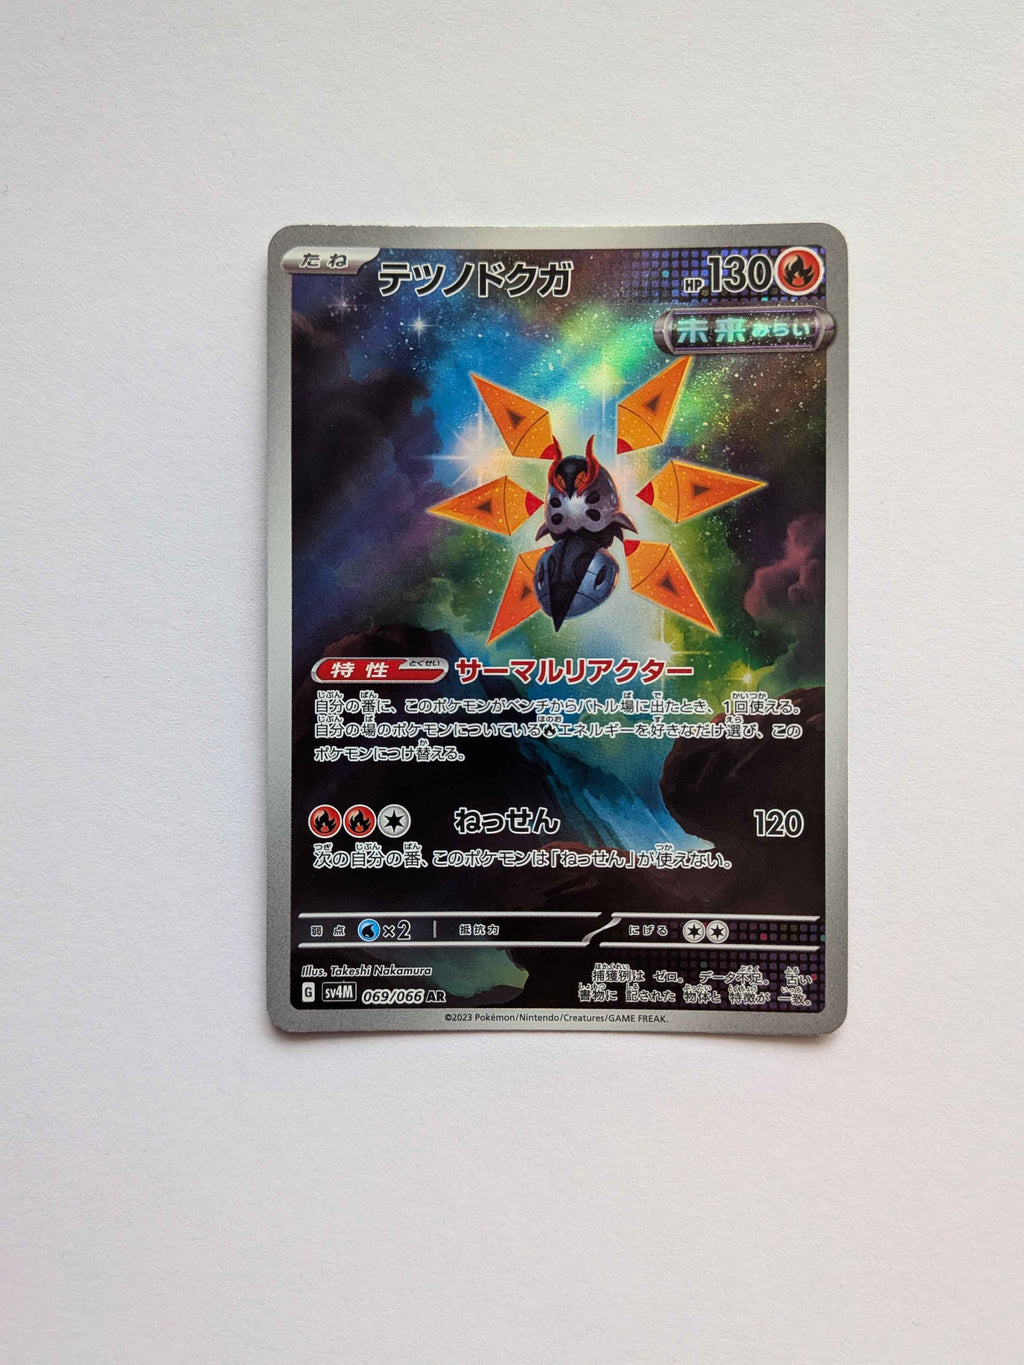 たね テツノドクガ HP130
未来 みらい
特性 とくせい サーマルリアクター
自分の番に、このポケモンがベンチからバトル場に出たとき、1回使える。
自分の場のポケモンについているエネルギーを好きなだけ選び、この
ポケモンにつけ替える。
ねっせん 120
次の自分の番、このポケモンは「ねっせん」が使えない。
弱点 ×2 抵抗力 にげる
Illus. Takeshi Nakamura
捕獲例は ゼロ。データ不足。古い
書物に 記された 物体と 特徴が 一致。
G sv4M 069/066 AR
©2023 Pokémon/Nintendo/Creatures/GAME FREAK.